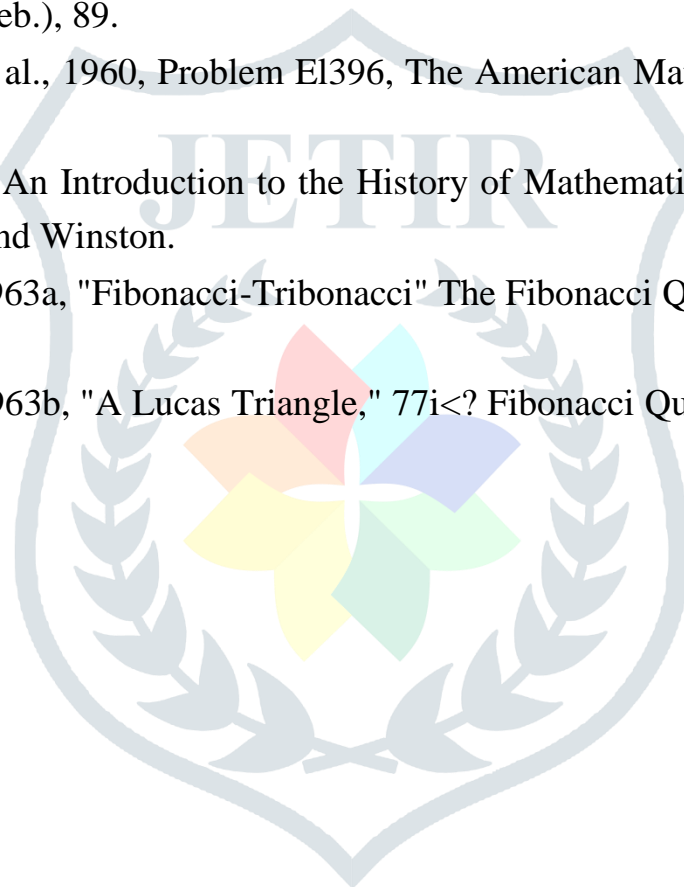 eb.), 89.
al., 1960, Problem El396, The American Mat
JETIR
An Introduction to the History of Mathemati
nd Winston.
963a, "Fibonacci-Tribonacci" The Fibonacci Q
963b, "A Lucas Triangle," 77i<? Fibonacci Qu